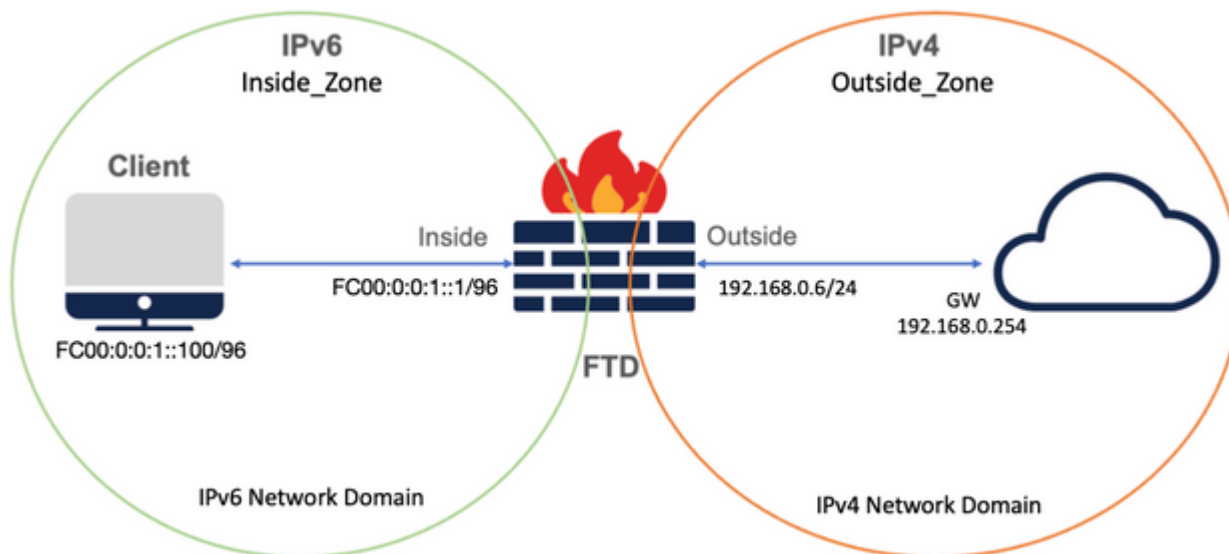 IPv6
Inside_Zone
IPv4
Outside_Zone
Client
Inside
Outside
FC00:0:0:1::1/96
192.168.0.6/24
GW
192.168.0.254
FC00:0:0:1::100/96
FTD
IPv6 Network Domain
IPv4 Network Domain